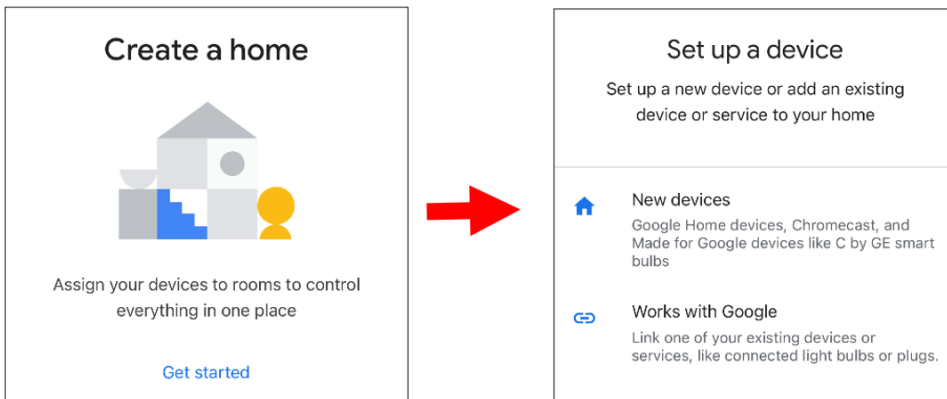 Create a home
Assign your devices to rooms to control
everything in one place
Get started
Set up a device
Set up a new device or add an existing
device or service to your home
New devices
Google Home devices, Chromecast, and
Made for Google devices like C by GE smart
bulbs
Works with Google
Link one of your existing devices or
services, like connected light bulbs or plugs.